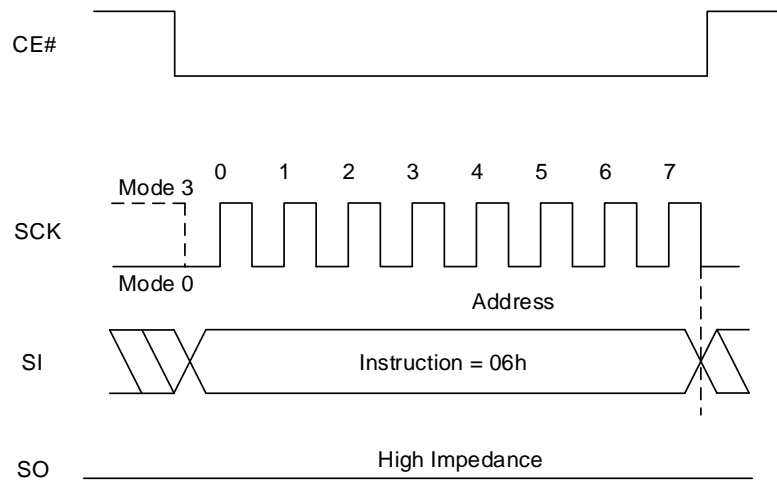 CE#
0 1 2 3 4 5 6 7
Mode 3
SCK
Mode 0
Address
SI
Instruction = 06h
High Impedance
SO